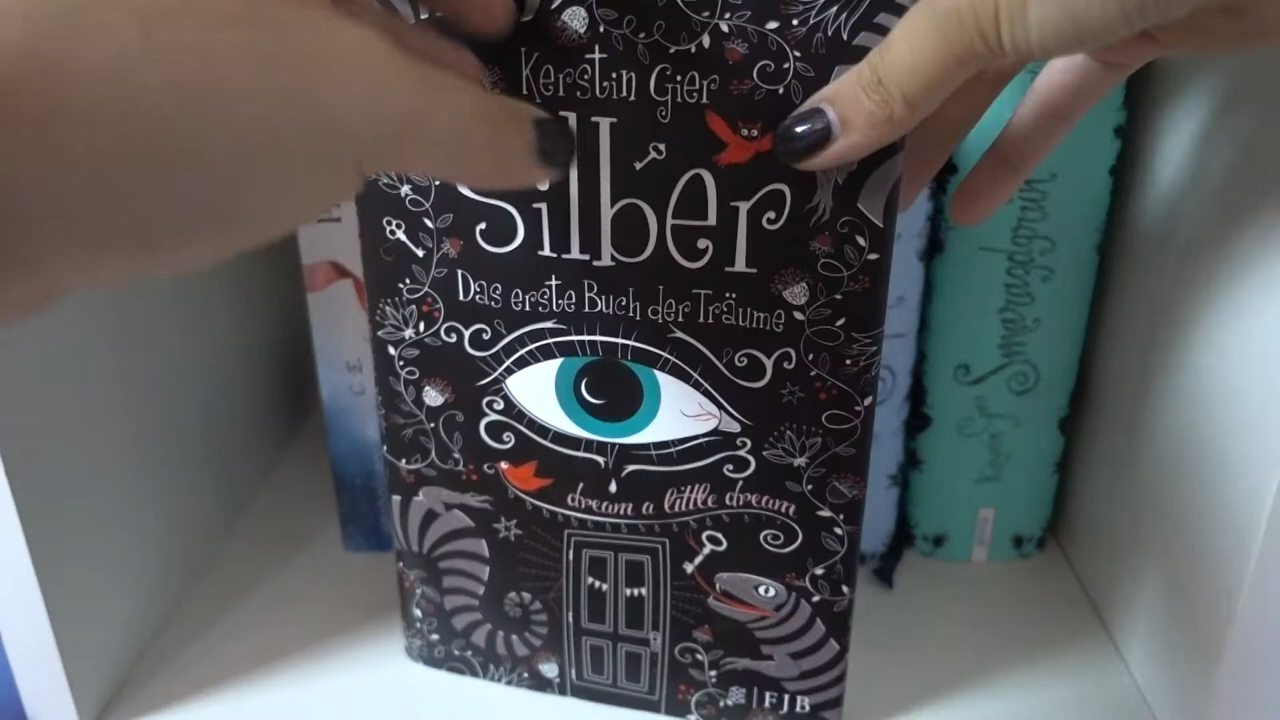 Kerstin Gier
Silber
Das erste Buch der Träume
dream a little dream
FJB
Smaragdgrün